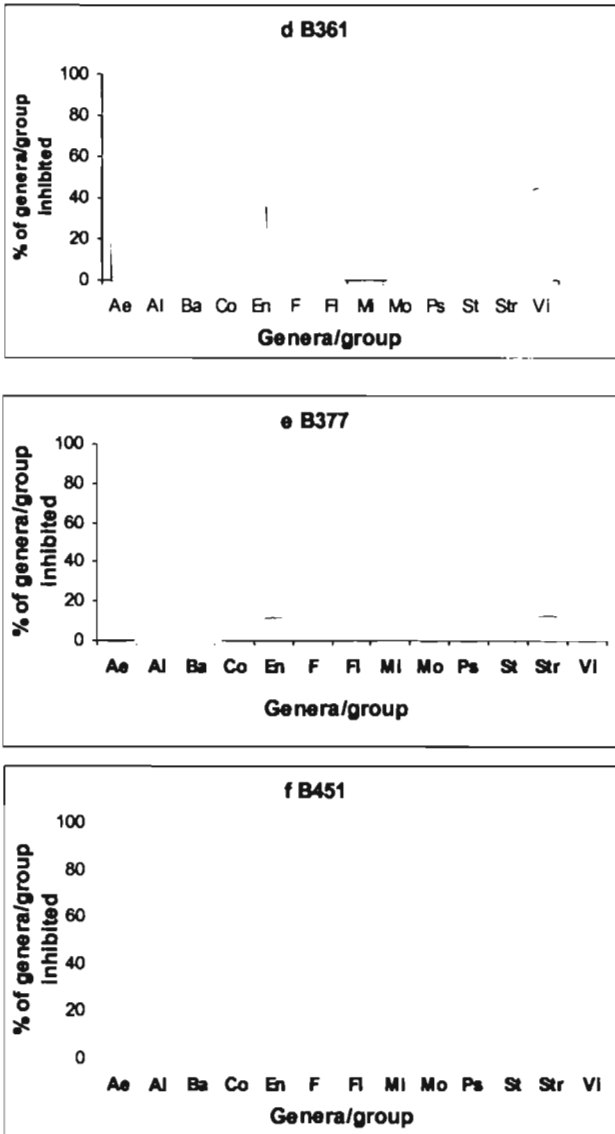 d B361
% of genera/group
inhibited
100
80
60
40
20
0
Ae Al Ba Co En F Fl Mi Mo Ps St Str Vi
Genera/group
e B377
% of genera/group
inhibited
100
80
60
40
20
0
Ae Al Ba Co En F Fl Mi Mo Ps St Str Vi
Genera/group
f B451
% of genera/group
inhibited
100
80
60
40
20
0
Ae Al Ba Co En F Fl Mi Mo Ps St Str Vi
Genera/group